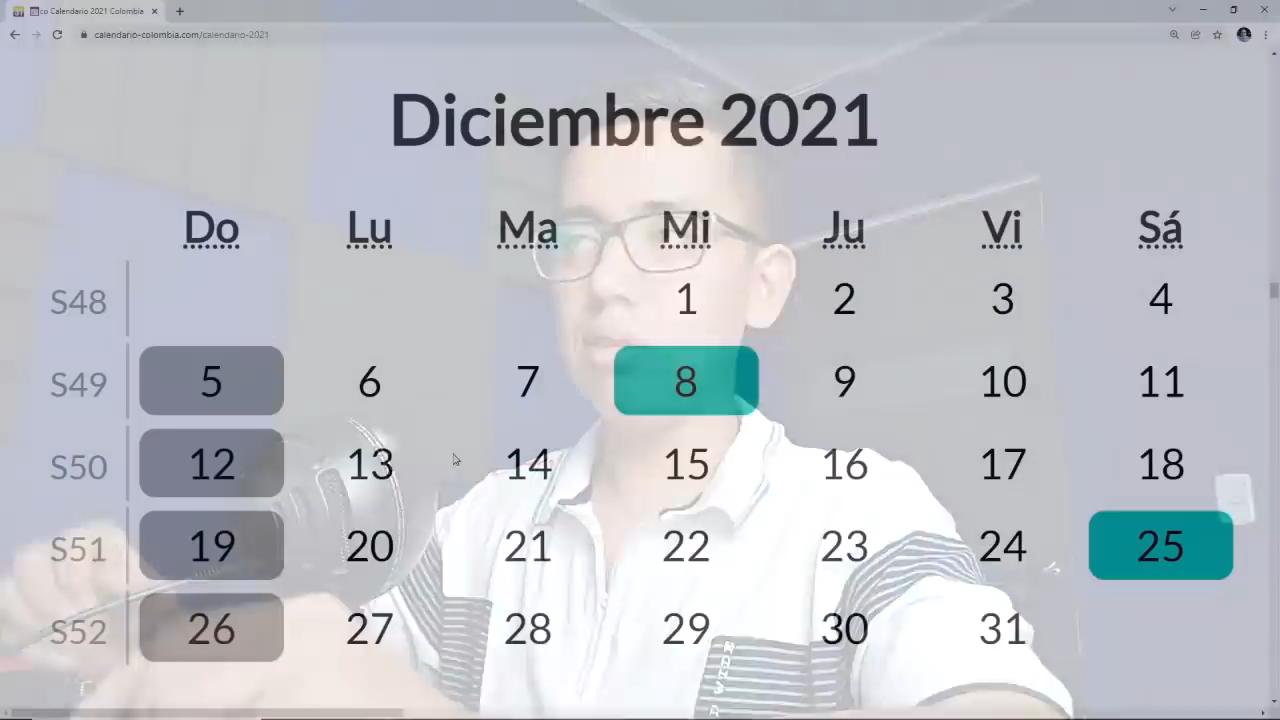 co Calendario 2021 Colombia
calendario-colombia.com/calendario-2021
Diciembre 2021
Do Lu Ma Mi Ju Vi Sá
S48 1 2 3 4
S49 5 6 7 8 9 10 11
S50 12 13 14 15 16 17 18
S51 19 20 21 22 23 24 25
S52 26 27 28 29 30 31